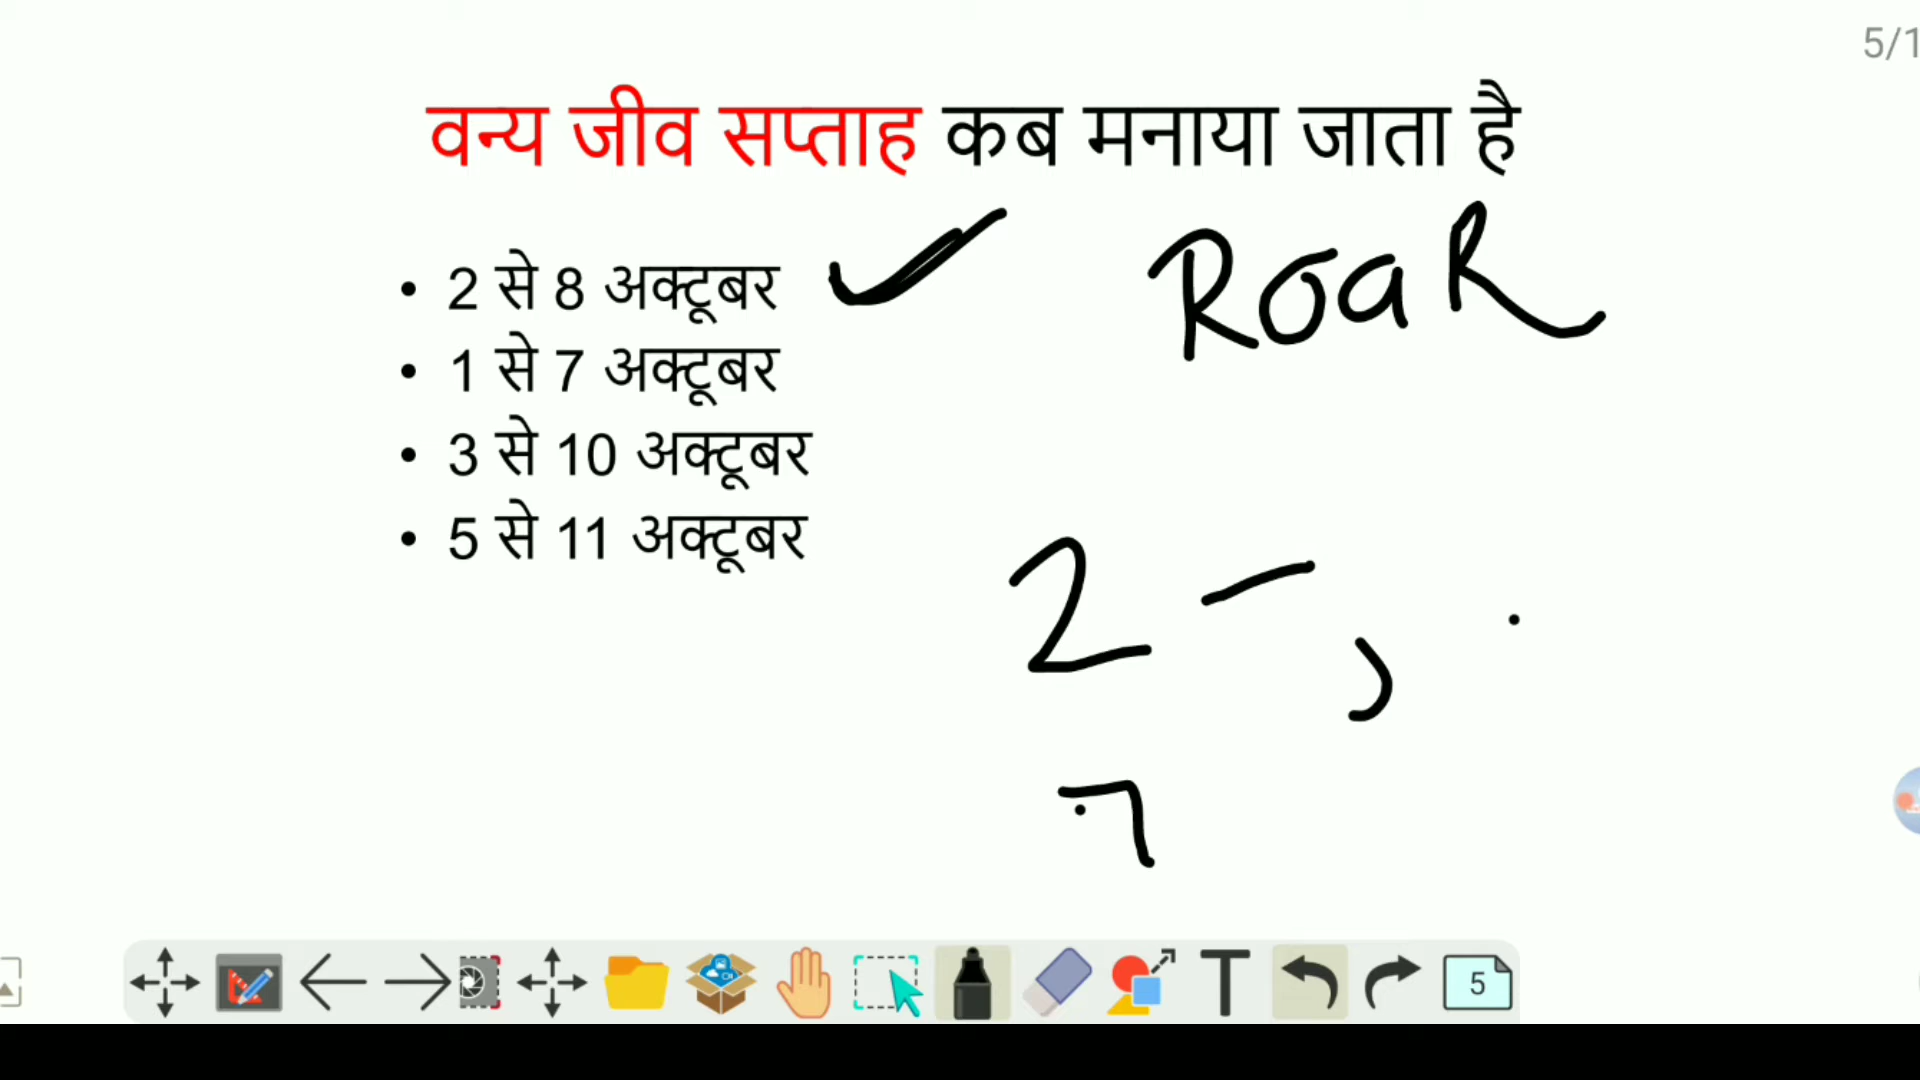 5/1
वन्य जीव सप्ताह कब मनाया जाता है
• 2 से 8 अक्टूबर
RoaR
• 1 से 7 अक्टूबर
• 3 से 10 अक्टूबर
• 5 से 11 अक्टूबर
2 –
7
T
5